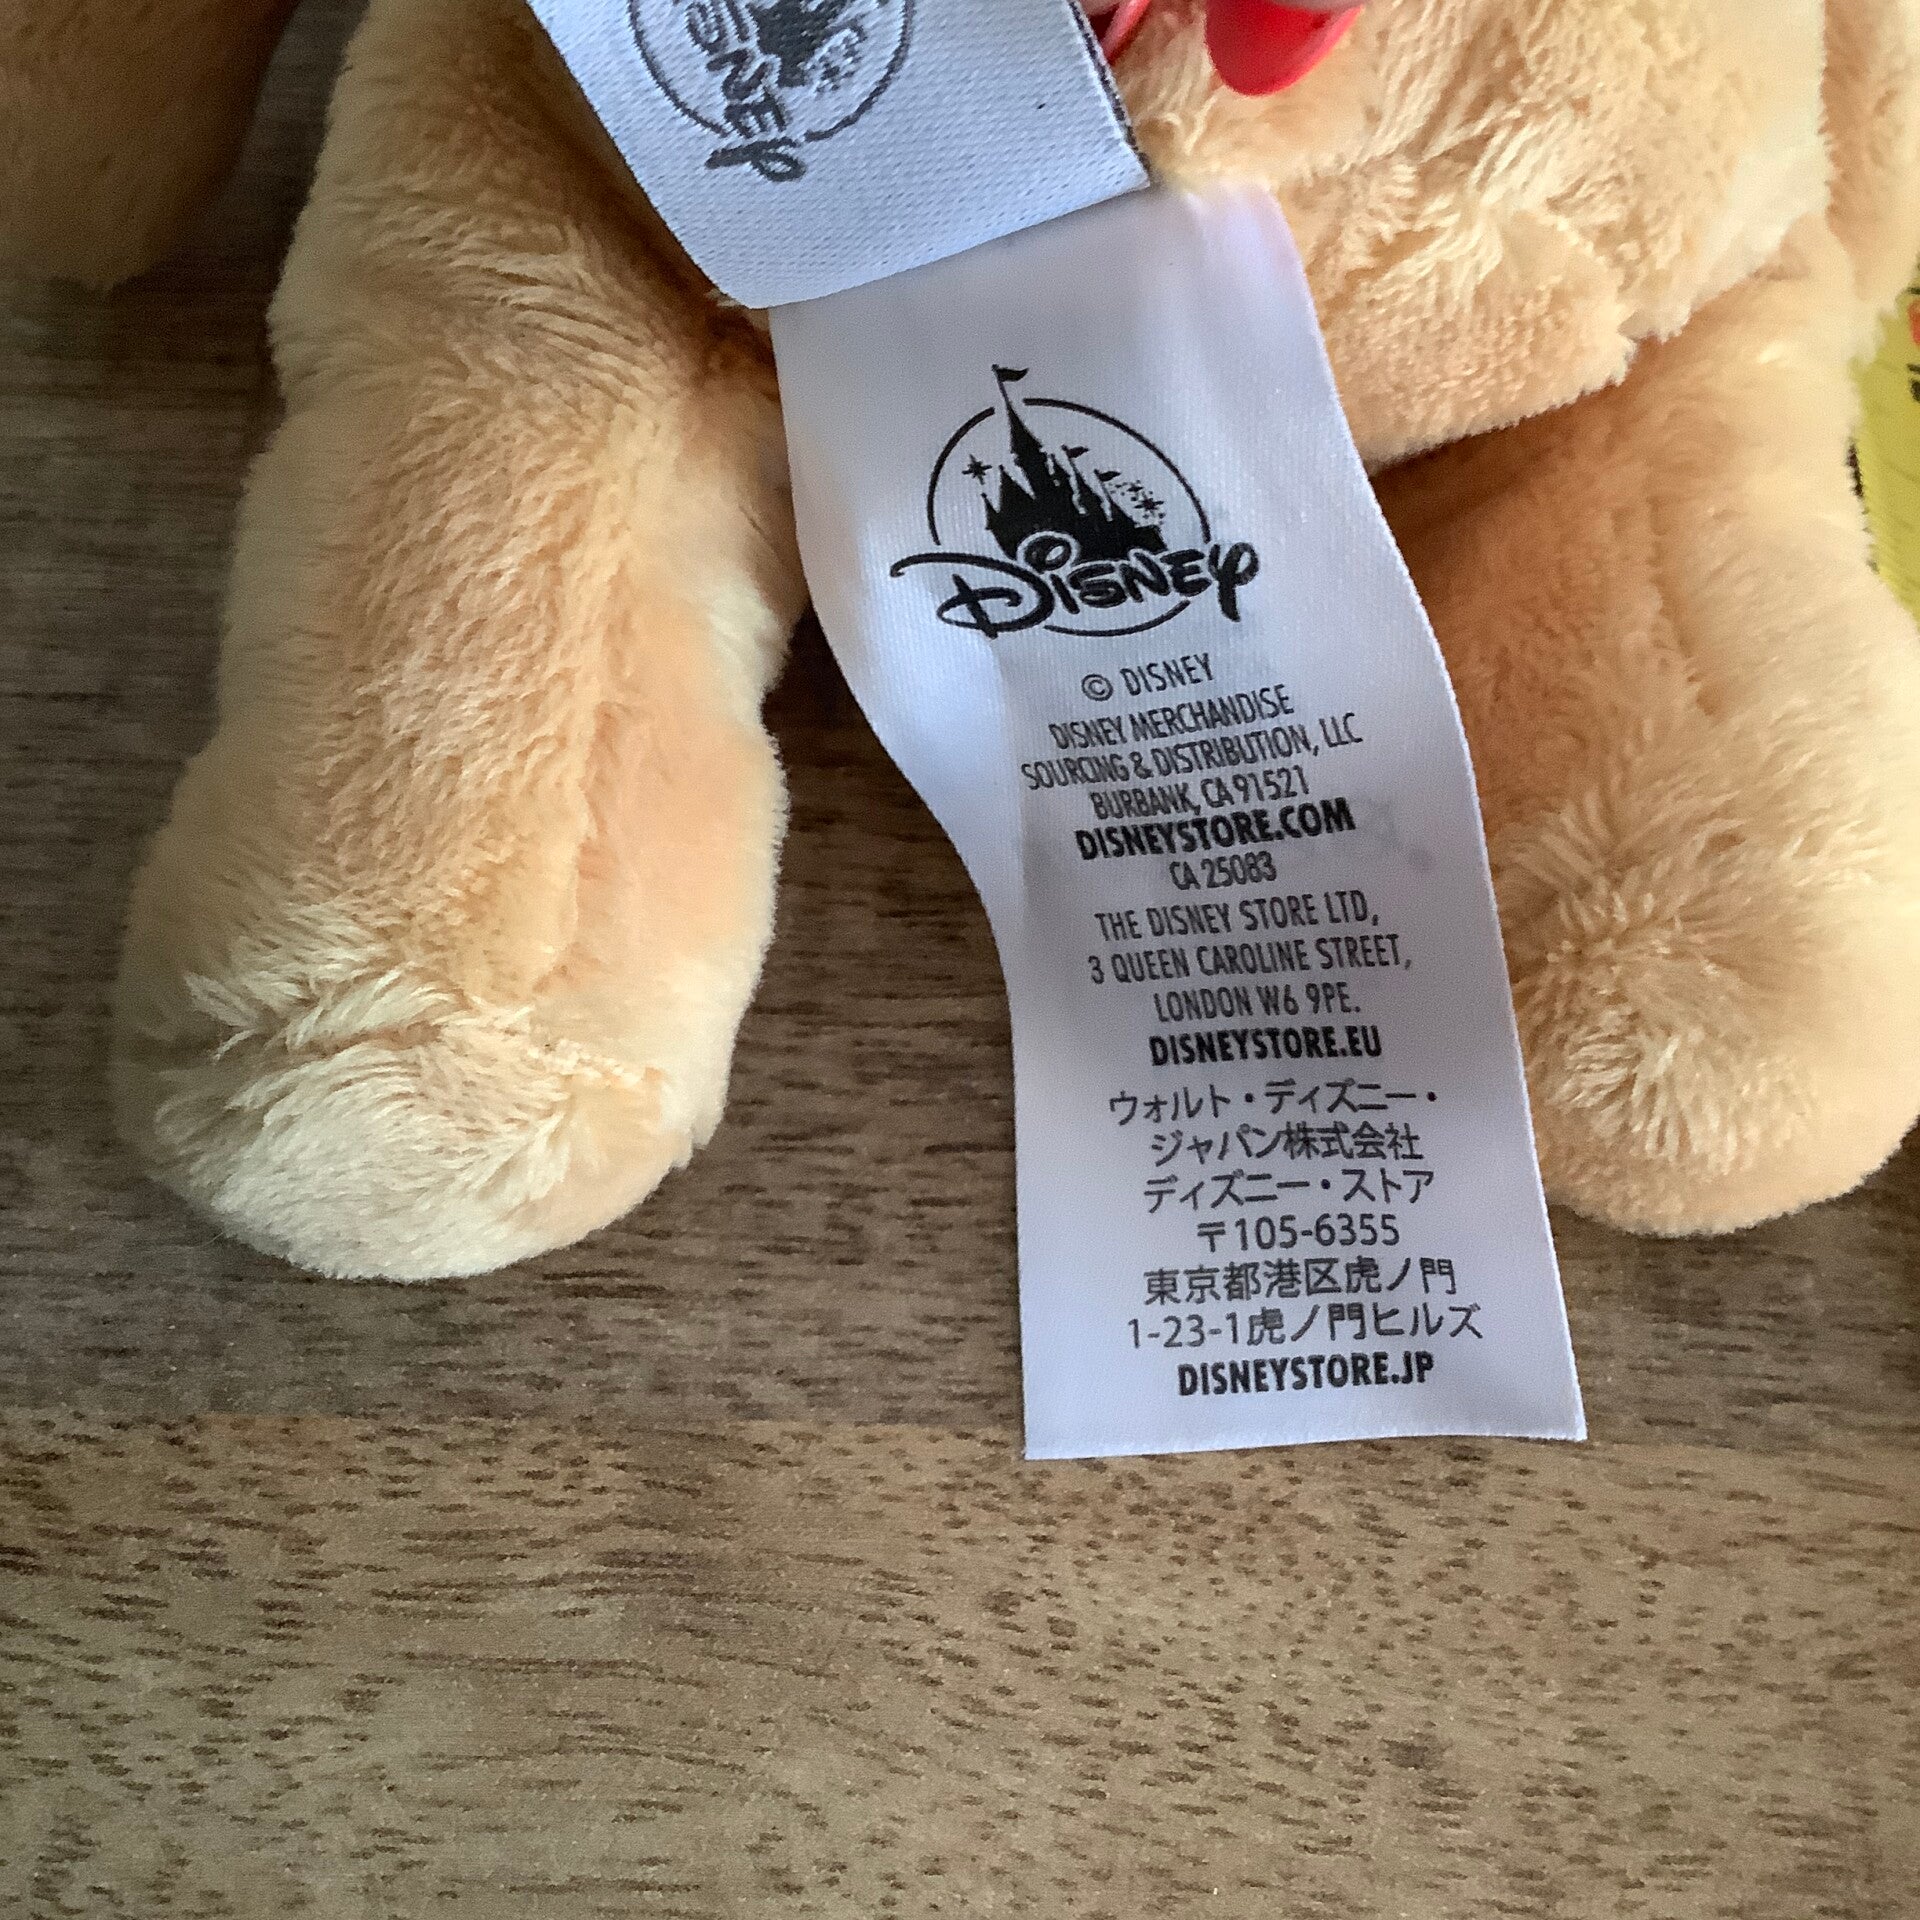 DISNEY
DISNEY
© DISNEY
DISNEY MERCHANDISE
SOURCING & DISTRIBUTION, LLC
BURBANK, CA 91521
DISNEYSTORE.COM
CA 25083
THE DISNEY STORE LTD,
3 QUEEN CAROLINE STREET,
LONDON W6 9PE.
DISNEYSTORE.EU
ウォルト・ディズニー・
ジャパン株式会社
ディズニー・ストア
〒105-6355
東京都港区虎ノ門
1-23-1虎ノ門ヒルズ
DISNEYSTORE.JP